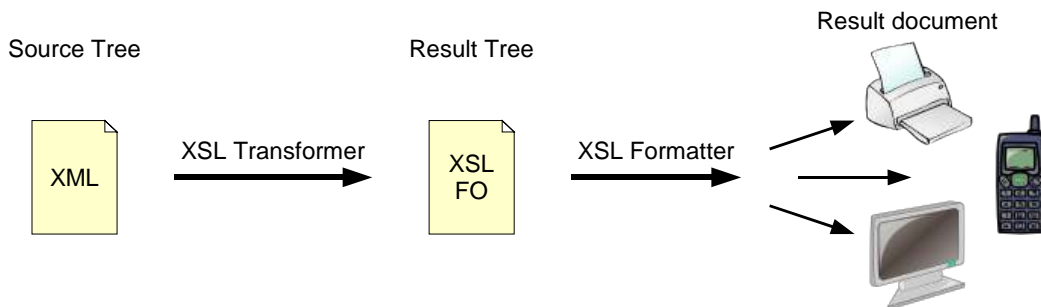 Source Tree
Result Tree
Result document
XML
XSL Transformer
XSL
FO
XSL Formatter